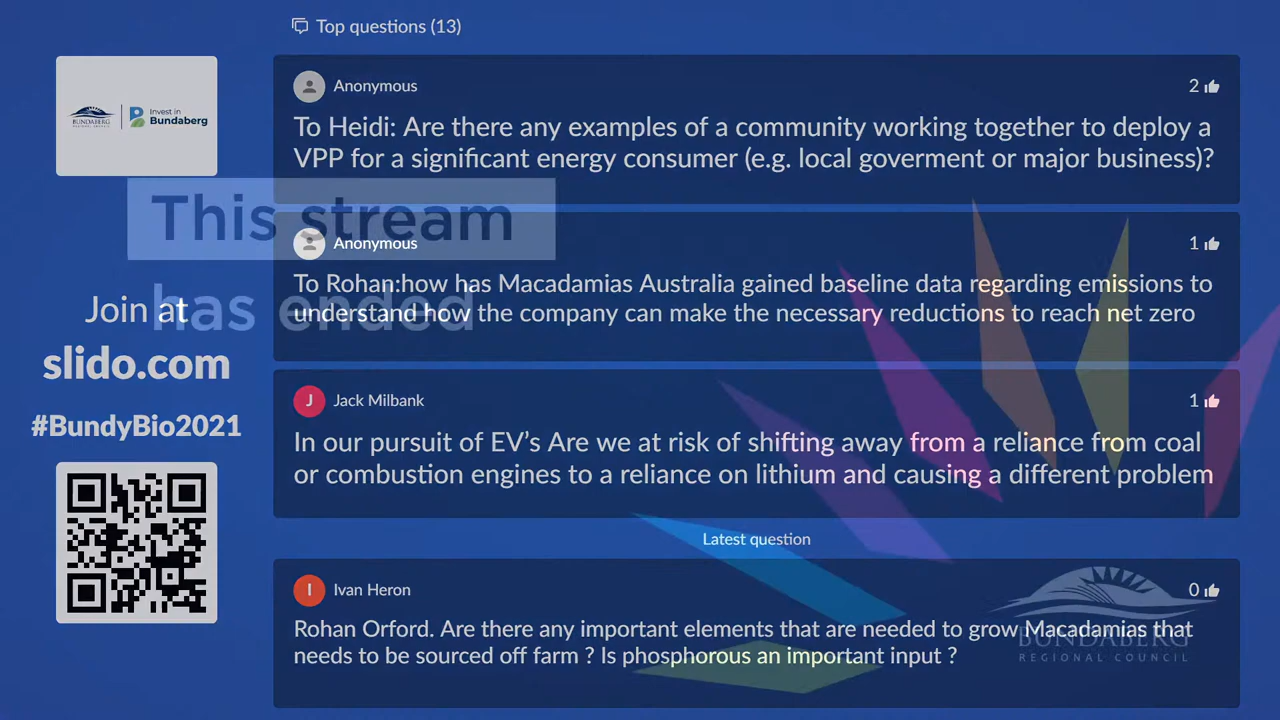 Top questions (13)
BUNDABERG
REGIONAL COUNCIL
Invest in
Bundaberg
This stream
has ended
Join at
slido.com
#BundyBio2021
Anonymous
2
To Heidi: Are there any examples of a community working together to deploy a
VPP for a significant energy consumer (e.g. local goverment or major business)?
Anonymous
1
To Rohan:how has Macadamias Australia gained baseline data regarding emissions to
understand how the company can make the necessary reductions to reach net zero
J
Jack Milbank
1
In our pursuit of EV’s Are we at risk of shifting away from a reliance from coal
or combustion engines to a reliance on lithium and causing a different problem
Latest question
I
Ivan Heron
0
Rohan Orford. Are there any important elements that are needed to grow Macadamias that
needs to be sourced off farm ? Is phosphorous an important input ?
BUNDABERG
REGIONAL COUNCIL